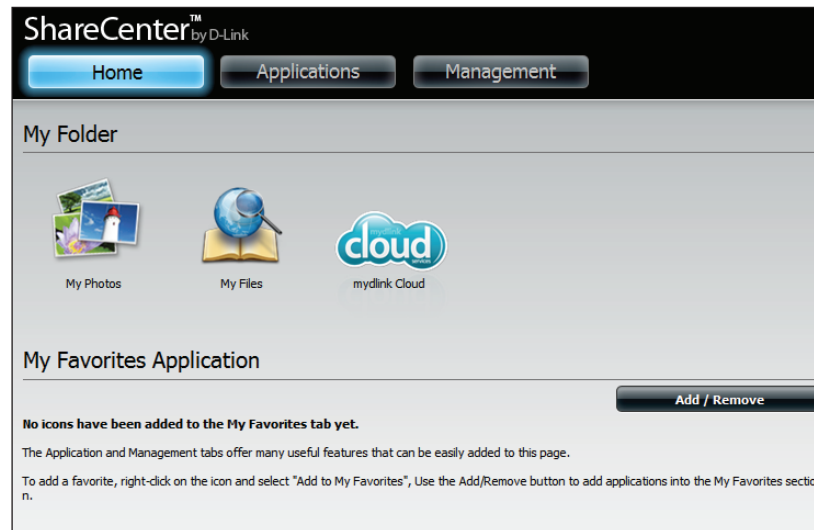 ShareCenter™ by D-Link
Home Applications Management
My Folder
mydlink
cloud
services
My Photos My Files mydlink Cloud
My Favorites Application
Add / Remove
No icons have been added to the My Favorites tab yet.
The Application and Management tabs offer many useful features that can be easily added to this page.
To add a favorite, right-click on the icon and select "Add to My Favorites", Use the Add/Remove button to add applications into the My Favorites sectio
n.